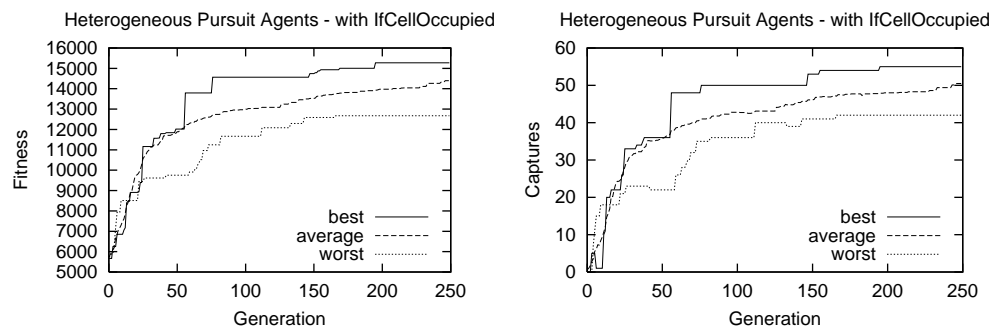 Heterogeneous Pursuit Agents - with IfCellOccupied
16000
15000
14000
13000
12000
11000
10000
9000
8000
7000
6000
5000
Fitness
best
average
worst
0 50 100 150 200 250
Generation
Heterogeneous Pursuit Agents - with IfCellOccupied
60
50
40
30
20
10
0
Captures
best
average
worst
0 50 100 150 200 250
Generation